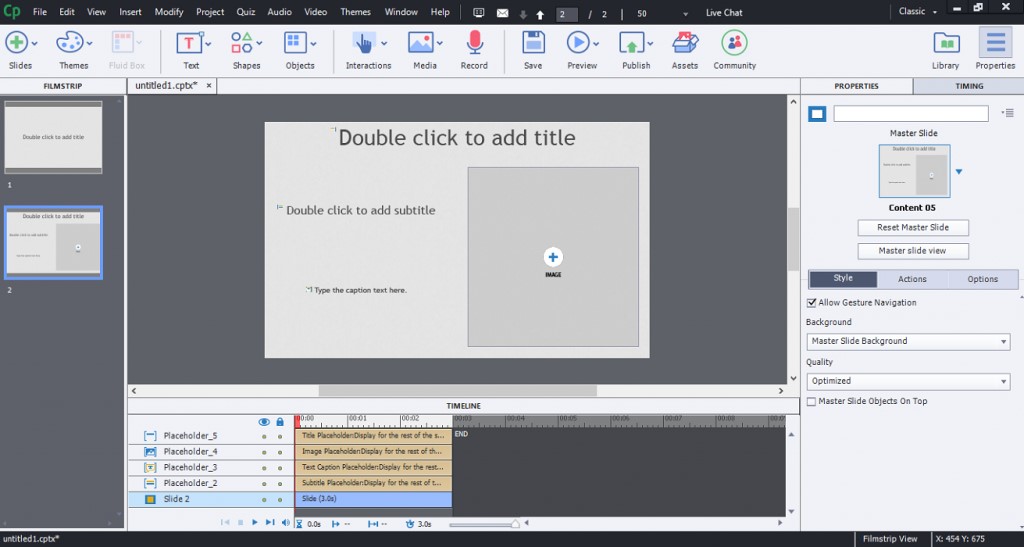 Cp File Edit View Insert Modify Project Quiz Audio Video Themes Window Help 2 / 2 50 Live Chat Classic
Slides Themes Fluid Box Text Shapes Objects Interactions Media Record Save Preview Publish Assets Community Library Properties
FILMSTRIP
untitled1.cptx* ×
PROPERTIES TIMING
Double click to add title
1
Double click to add title
2
Double click to add title
Double click to add subtitle
Type the caption text here.
IMAGE
Master Slide
Content 05
Reset Master Slide
Master slide view
Style Actions Options
Allow Gesture Navigation
Background
Master Slide Background
Quality
Optimized
Master Slide Objects On Top
TIMELINE
00:00 00:01 00:02 00:03 00:04 00:05 00:06 00:07 00:08
Placeholder_5 Title Placeholder:Display for the rest of the s... END
Placeholder_4 Image Placeholder:Display for the rest of th...
Placeholder_3 Text Caption Placeholder:Display for the rest...
Placeholder_2 Subtitle Placeholder:Display for the rest of t...
Slide 2 Slide (3.0s)
0.0s -- -- 3.0s
untitled1.cptx* Filmstrip View X: 454 Y: 675